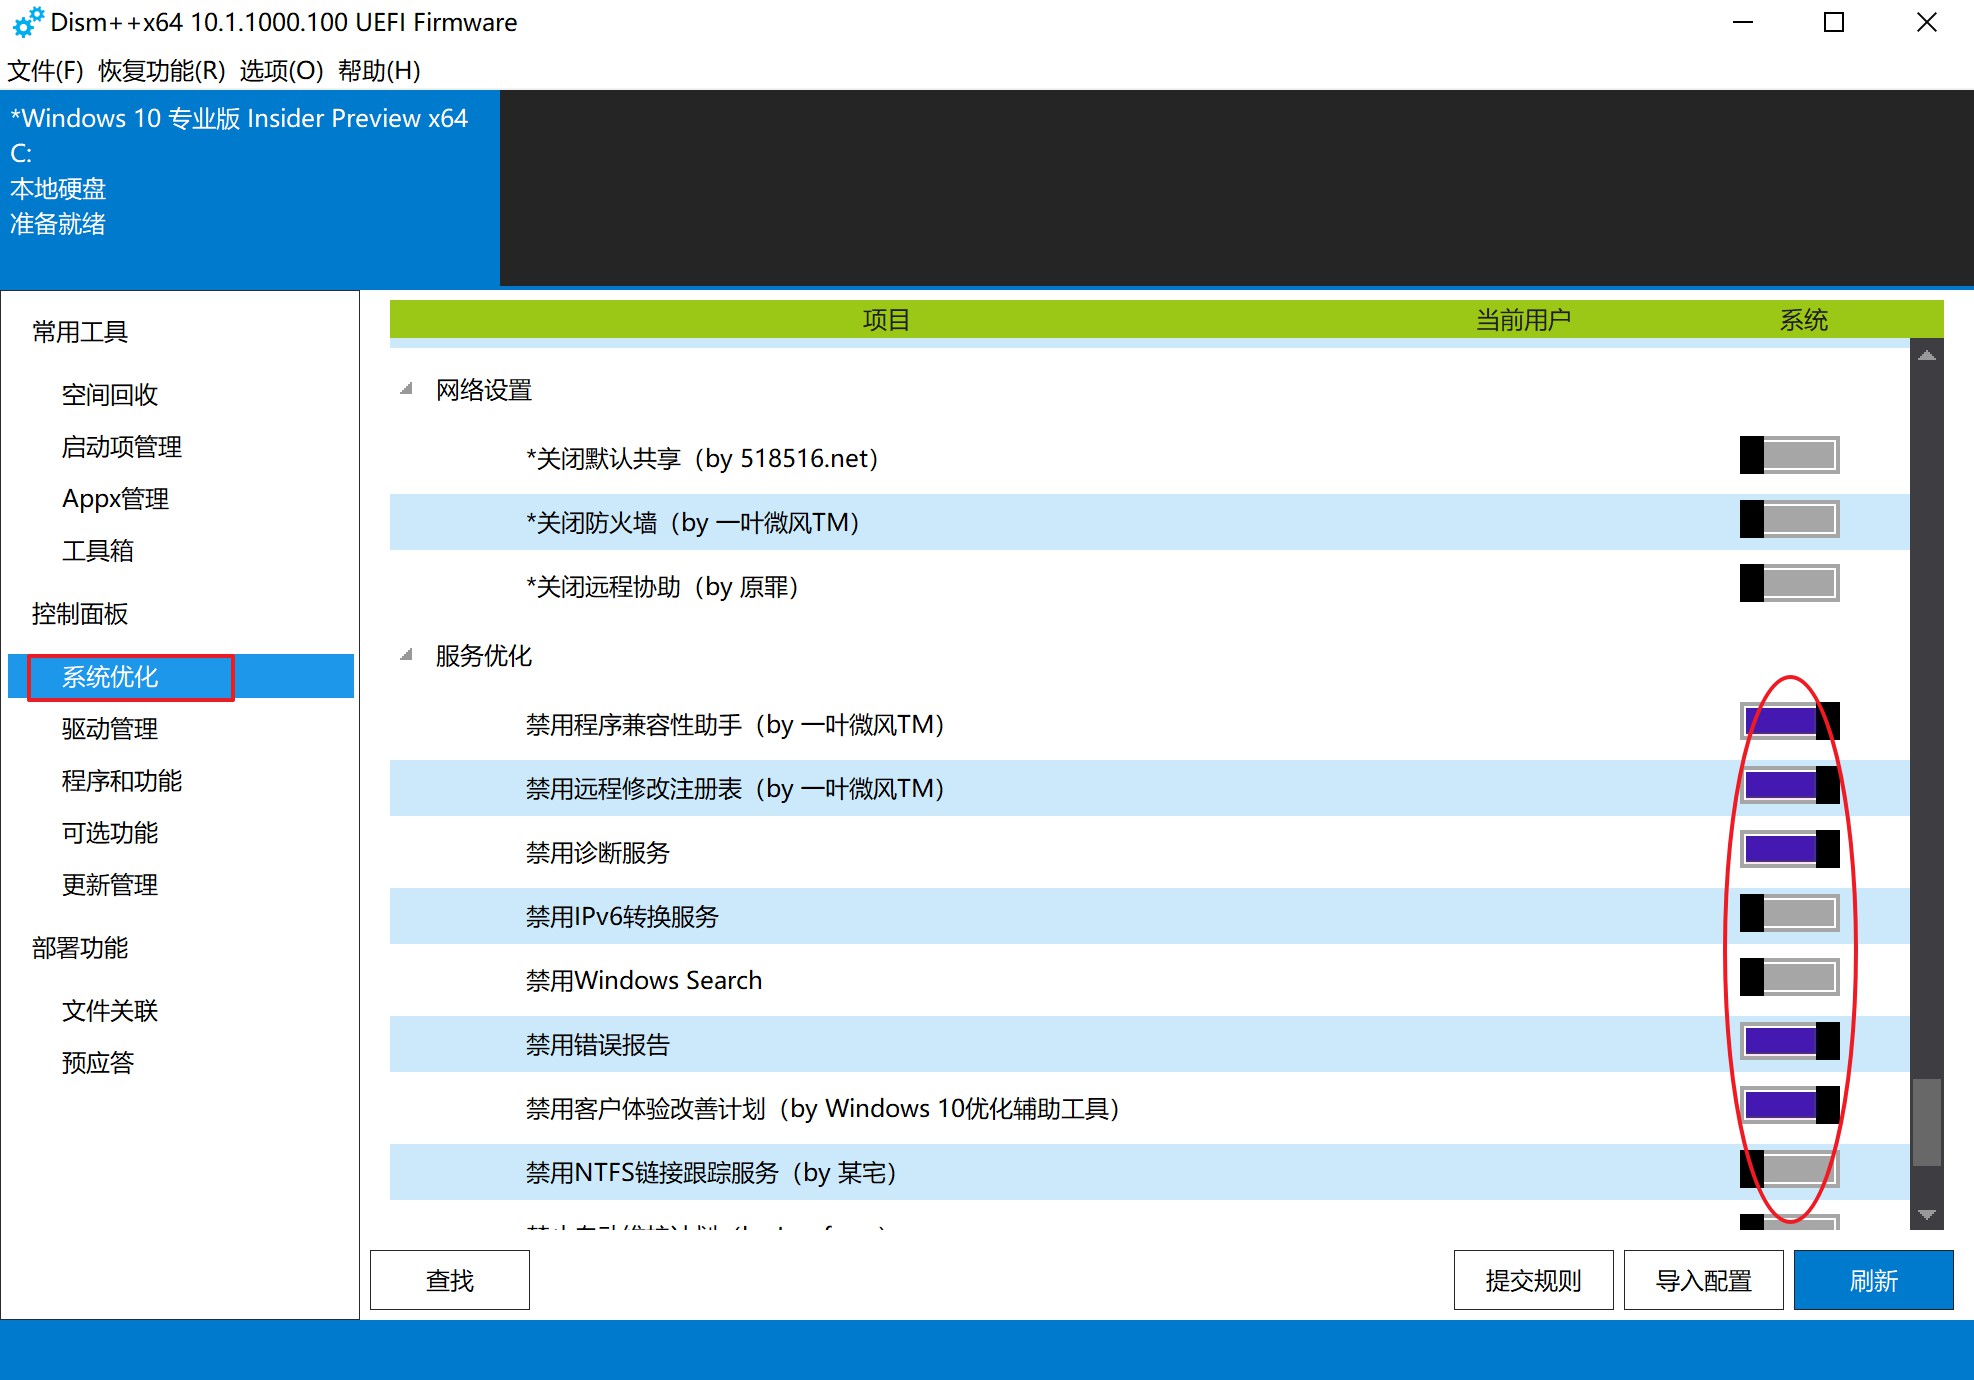 Dism++x64 10.1.1000.100 UEFI Firmware
文件(F) 恢复功能(R) 选项(O) 帮助(H)
*Windows 10 专业版 Insider Preview x64
C:
本地硬盘
准备就绪
常用工具
空间回收
启动项管理
Appx管理
工具箱
控制面板
系统优化
驱动管理
程序和功能
可选功能
更新管理
部署功能
文件关联
预应答
项目 当前用户 系统
网络设置
*关闭默认共享（by 518516.net）
*关闭防火墙（by 一叶微风TM）
*关闭远程协助（by 原罪）
服务优化
禁用程序兼容性助手（by 一叶微风TM）
禁用远程修改注册表（by 一叶微风TM）
禁用诊断服务
禁用IPv6转换服务
禁用Windows Search
禁用错误报告
禁用客户体验改善计划（by Windows 10优化辅助工具）
禁用NTFS链接跟踪服务（by 某宅）
查找 提交规则 导入配置 刷新